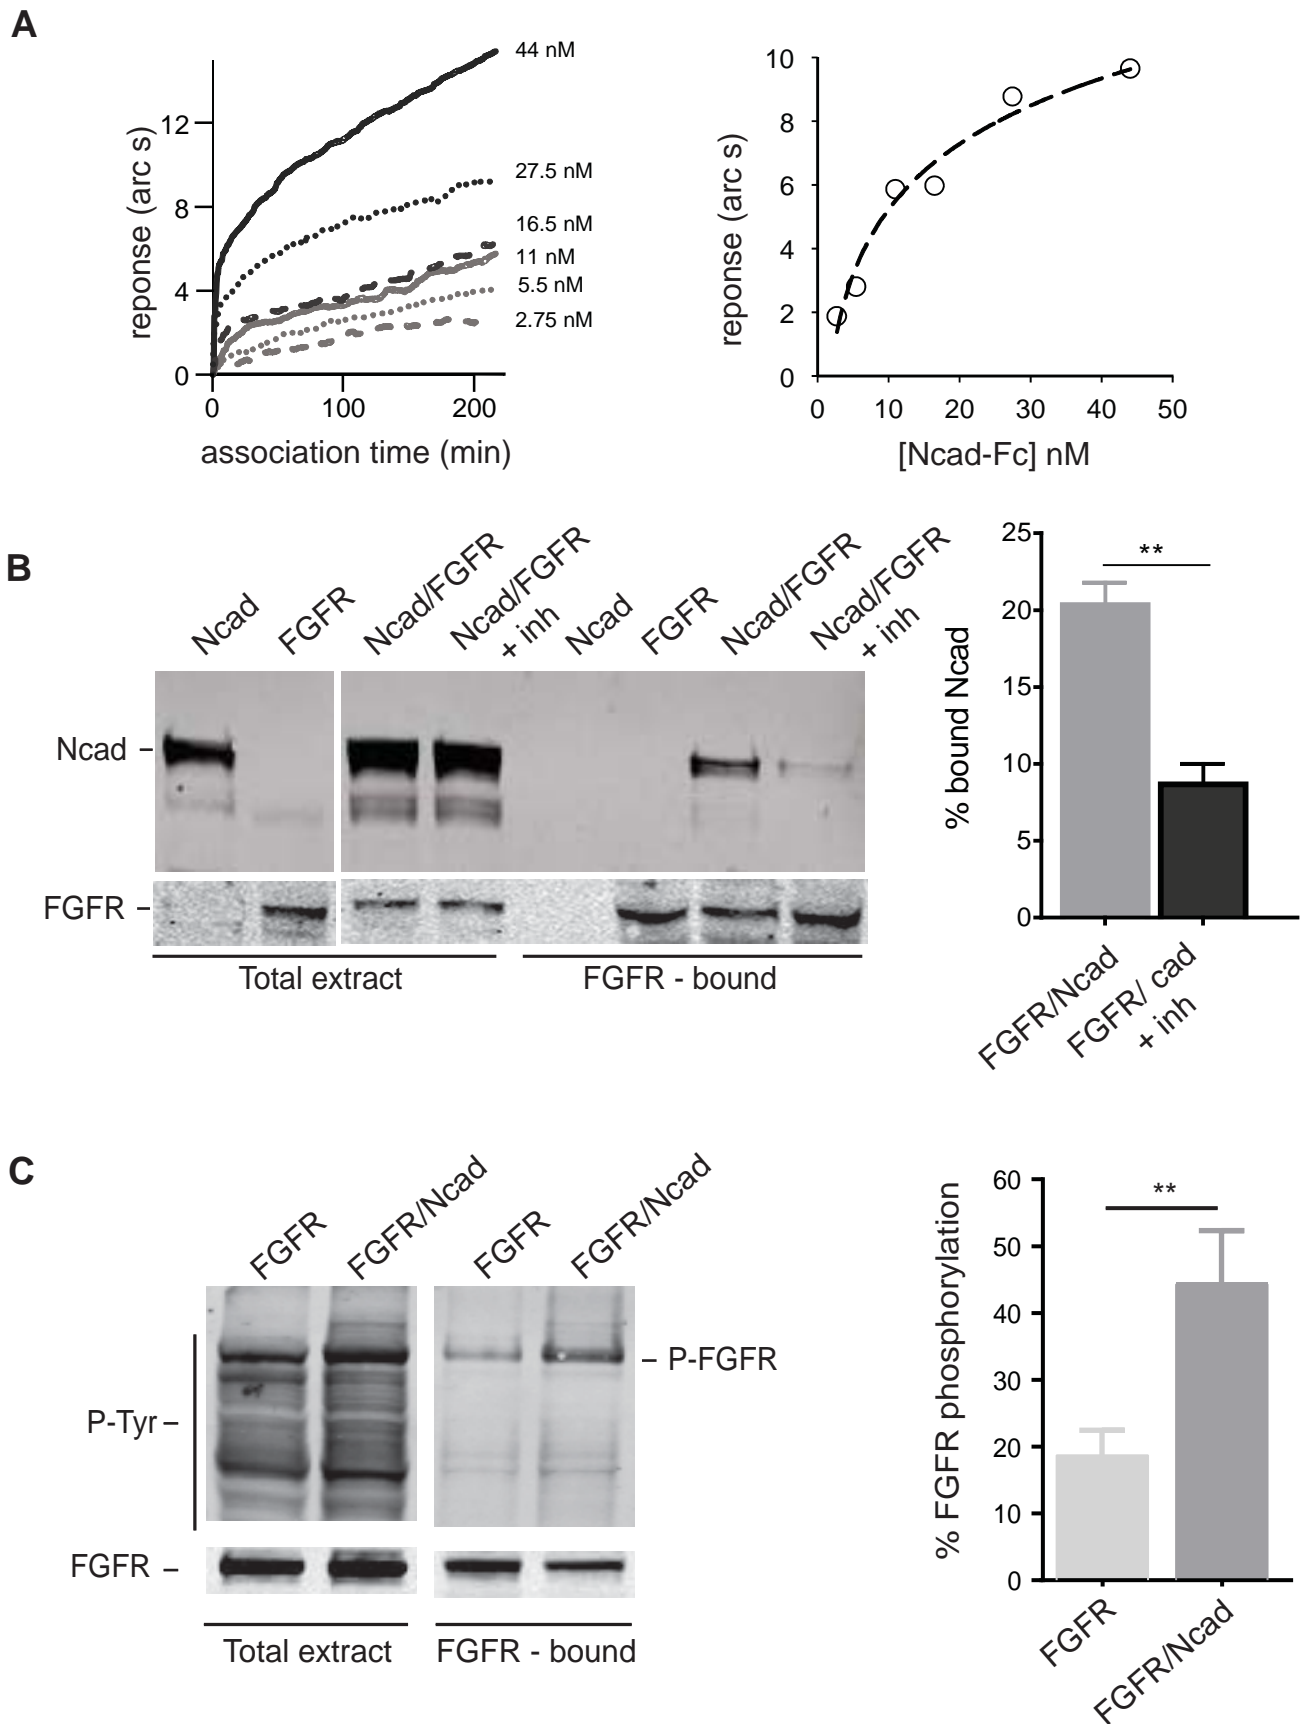 A
44 nM
27.5 nM
16.5 nM
11 nM
5.5 nM
2.75 nM
reponse (arc s)
12
8
4
0
0 100 200
association time (min)
reponse (arc s)
10
8
6
4
2
0
0 10 20 30 40 50
[Ncad-Fc] nM
B
Ncad
FGFR
Ncad/FGFR
Ncad/FGFR
+ inh
Ncad
FGFR
Ncad/FGFR
Ncad/FGFR
+ inh
Ncad
FGFR
Total extract
FGFR - bound
% bound Ncad
25
20
15
10
5
0
**
FGFR/Ncad
FGFR/ cad
+ inh
C
FGFR
FGFR/Ncad
FGFR
FGFR/Ncad
P-FGFR
P-Tyr
FGFR
Total extract
FGFR - bound
% FGFR phosphorylation
60
50
40
30
20
10
0
**
FGFR
FGFR/Ncad